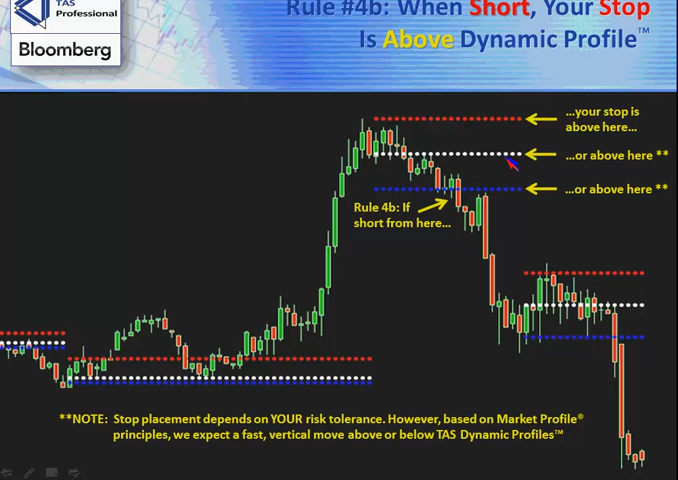 TAS
Professional
Bloomberg
Rule #4b: When Short, Your Stop
Is Above Dynamic Profile™
...your stop is
above here...
...or above here **
...or above here **
Rule 4b: If
short from here...
**NOTE: Stop placement depends on YOUR risk tolerance. However, based on Market Profile®
principles, we expect a fast, vertical move above or below TAS Dynamic Profiles™